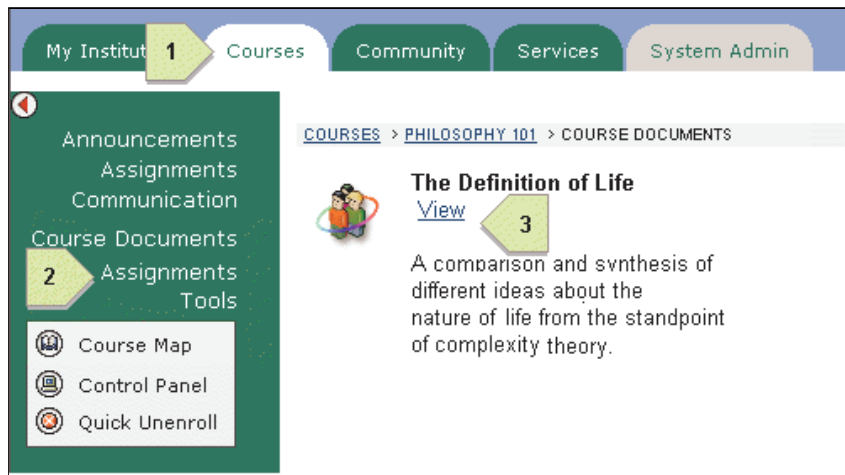 My Institut 1 Courses Community Services System Admin
COURSES > PHILOSOPHY 101 > COURSE DOCUMENTS
Announcements
Assignments
Communication
Course Documents
2 Assignments
Tools
Course Map
Control Panel
Quick Unenroll
The Definition of Life
View 3
A comparison and synthesis of
different ideas about the
nature of life from the standpoint
of complexity theory.